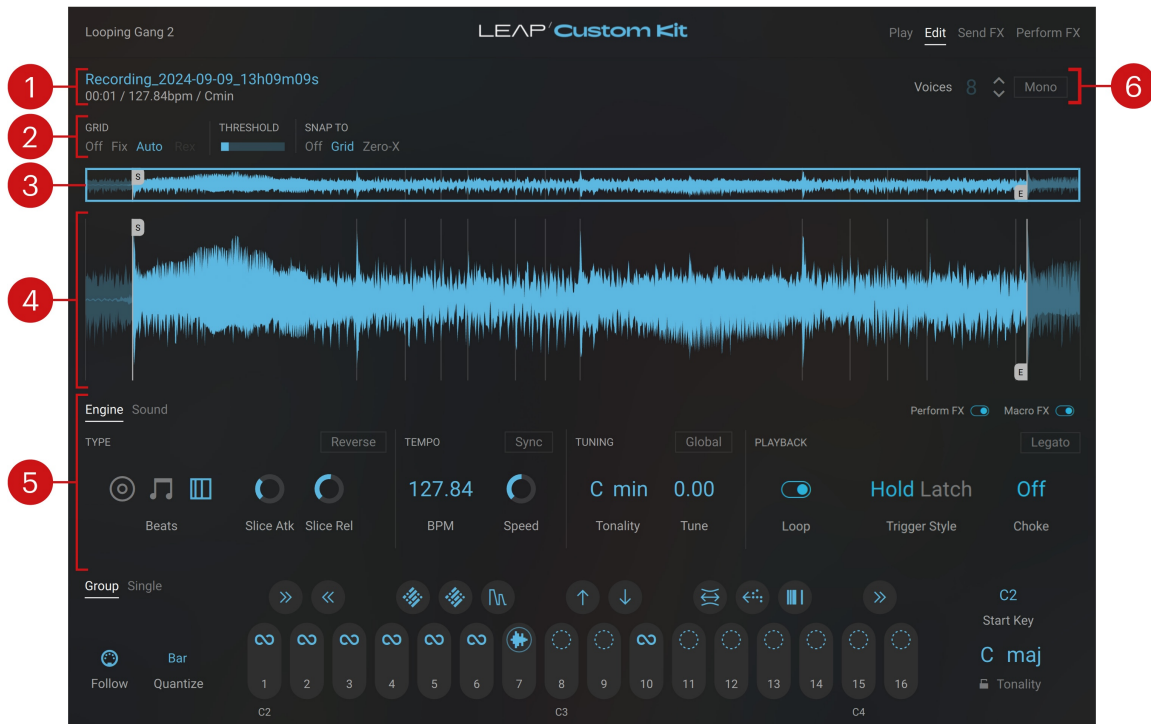 Looping Gang 2
LEAP Custom Kit
Play Edit Send FX Perform FX
1
Recording_2024-09-09_13h09m09s
00:01 / 127.84bpm / Cmin
Voices 8 Mono
6
2
GRID THRESHOLD SNAP TO
Off Fix Auto Rex Off Grid Zero-X
3
S
E
4
S
E
5
Engine Sound
Perform FX Macro FX
TYPE Reverse TEMPO Sync TUNING Global PLAYBACK Legato
127.84 C min 0.00 Hold Latch Off
Beats Slice Atk Slice Rel BPM Speed Tonality Tune Loop Trigger Style Choke
Group Single
C2
Start Key
Bar
C maj
Follow Quantize
1 2 3 4 5 6 7 8 9 10 11 12 13 14 15 16
Tonality
C2 C3 C4